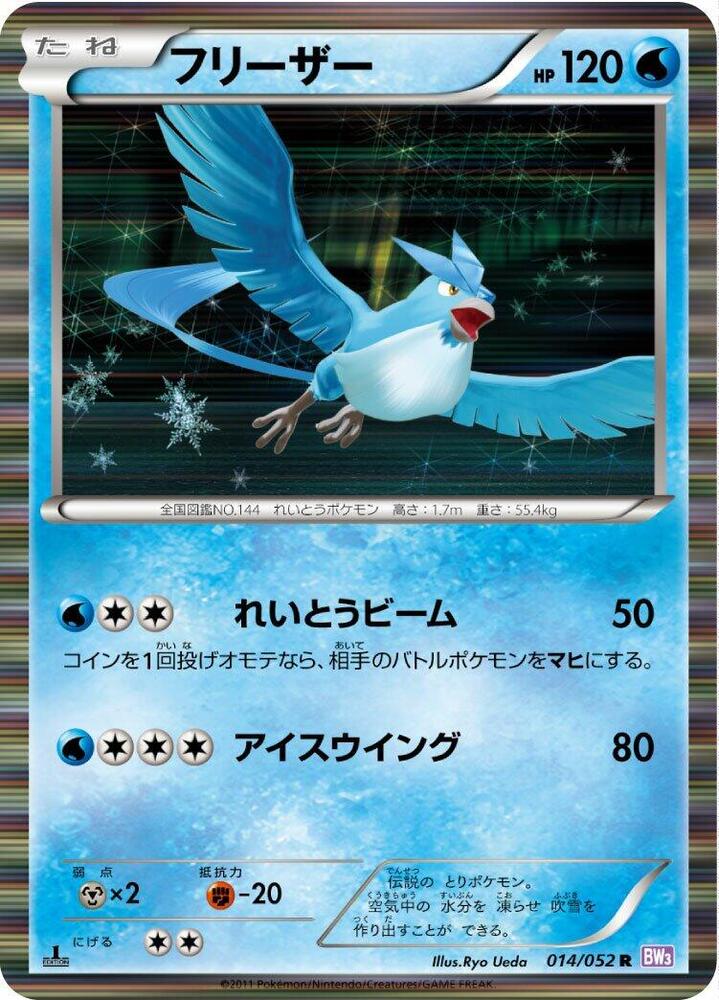 たね フリーザー HP120
全国図鑑NO.144 れいとうポケモン 高さ：1.7m 重さ：55.4kg
れいとうビーム 50
コインを1回投げオモテなら、相手のバトルポケモンをマヒにする。
アイスウイング 80
弱点 抵抗力
×2 -20
にげる
伝説の とりポケモン。
空気中の 水分を 凍らせ 吹雪を
作り出すことが できる。
1 EDITION
Illus.Ryo Ueda 014/052 R BW3
©2011 Pokémon/Nintendo/Creatures/GAME FREAK.